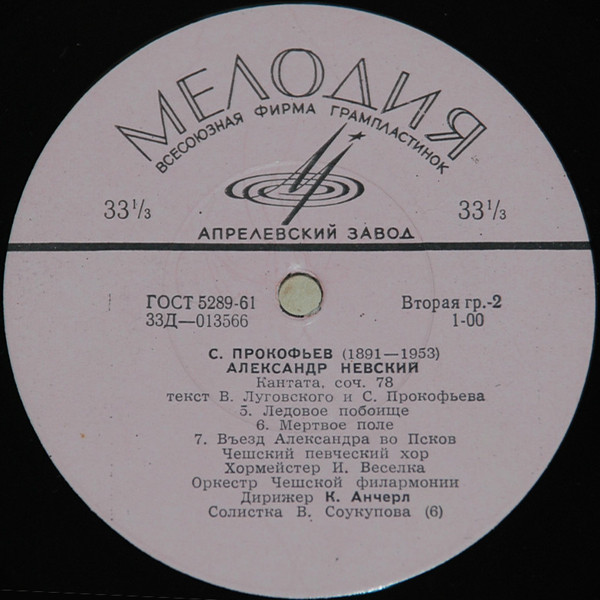 МЕЛОДИЯ
ВСЕСОЮЗНАЯ ФИРМА ГРАМПЛАСТИНОК
33⅓ 33⅓
АПРЕЛЕВСКИЙ ЗАВОД
ГОСТ 5289-61 Вторая гр.-2
33Д—013566 1-00
С. ПРОКОФЬЕВ (1891—1953)
АЛЕКСАНДР НЕВСКИЙ
Кантата, соч. 78
текст В. Луговского и С. Прокофьева
5. Ледовое побоище
6. Мертвое поле
7. Въезд Александра во Псков
Чешский певческий хор
Хормейстер И. Веселка
Оркестр Чешской филармонии
Дирижер К. Анчерл
Солистка В. Соукупова (6)